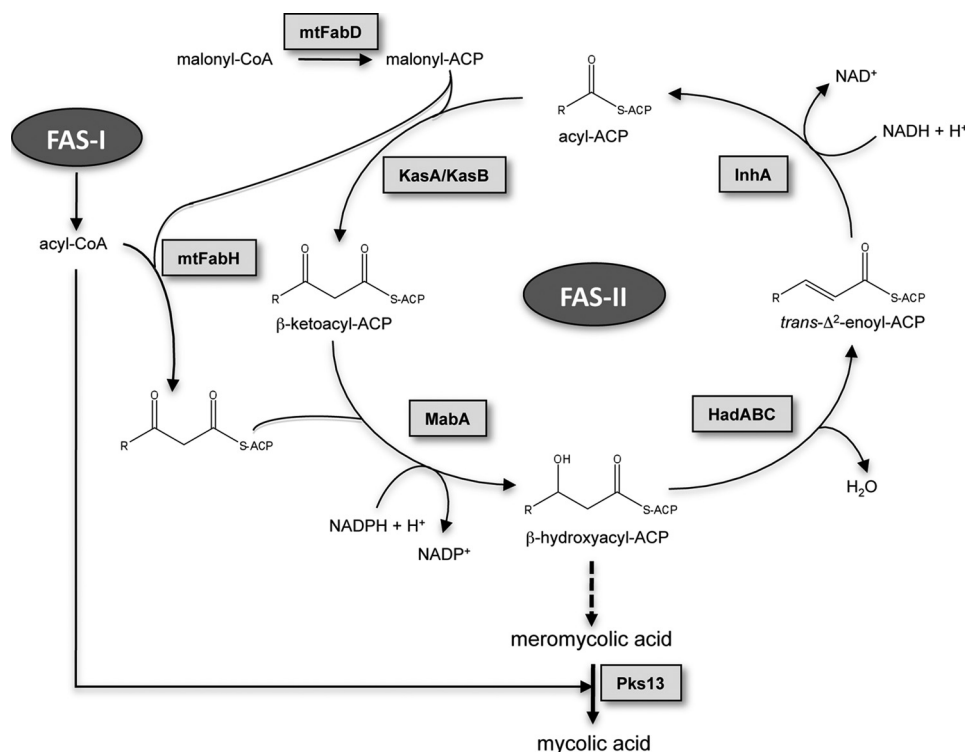 mtFabD
malonyl-CoA
malonyl-ACP
O
R
S-ACP
acyl-ACP
NAD⁺
NADH + H⁺
FAS-I
KasA/KasB
InhA
acyl-CoA
mtFabH
O
O
R
S-ACP
β-ketoacyl-ACP
FAS-II
O
R
S-ACP
trans-Δ²-enoyl-ACP
O
O
R
S-ACP
MabA
HadABC
NADPH + H⁺
NADP⁺
OH
O
R
S-ACP
β-hydroxyacyl-ACP
H₂O
meromycolic acid
Pks13
mycolic acid